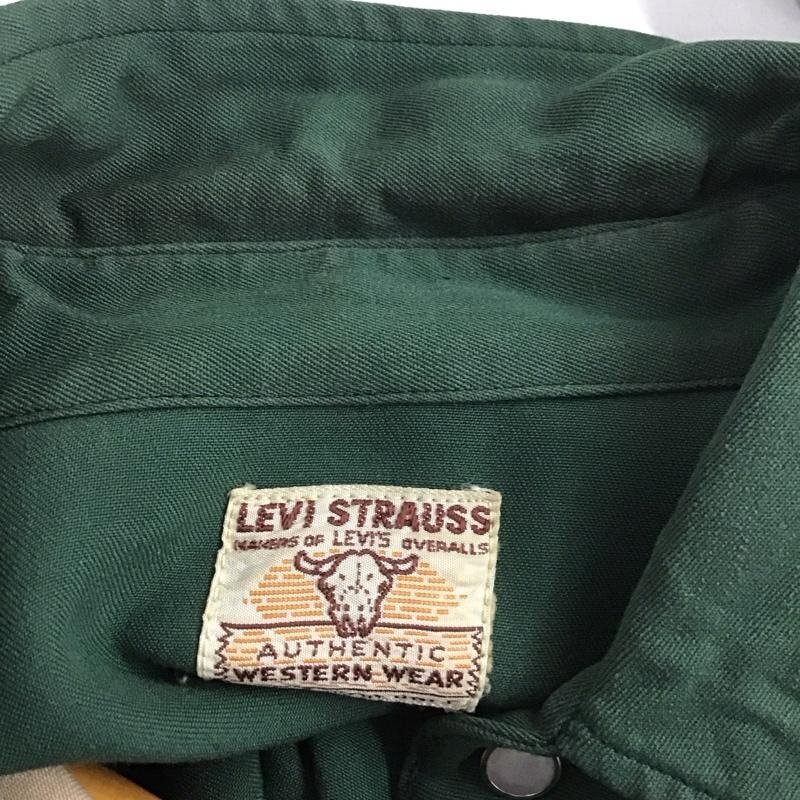 LEVI STRAUSS
MAKERS OF LEVI'S OVERALLS
AUTHENTIC
WESTERN WEAR